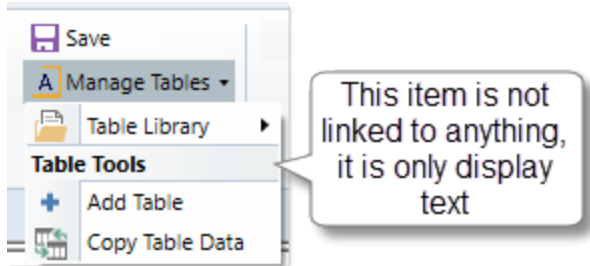 Save
A Manage Tables
Table Library
Table Tools
Add Table
Copy Table Data
This item is not
linked to anything,
it is only display
text